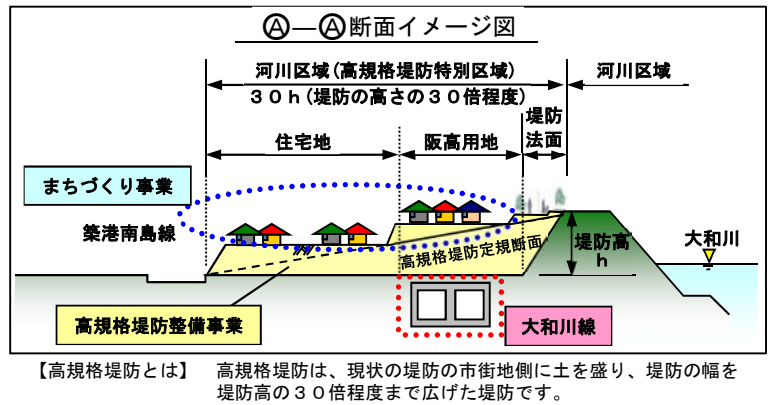 Ⓐ―Ⓐ断面イメージ図
河川区域(高規格堤防特別区域)
河川区域
30h(堤防の高さの30倍程度)
堤防
法面
住宅地
阪高用地
まちづくり事業
築港南島線
高規格堤防定規断面
堤防高
h
大和川
高規格堤防整備事業
大和川線
【高規格堤防とは】 高規格堤防は、現状の堤防の市街地側に土を盛り、堤防の幅を
堤防高の30倍程度まで広げた堤防です。